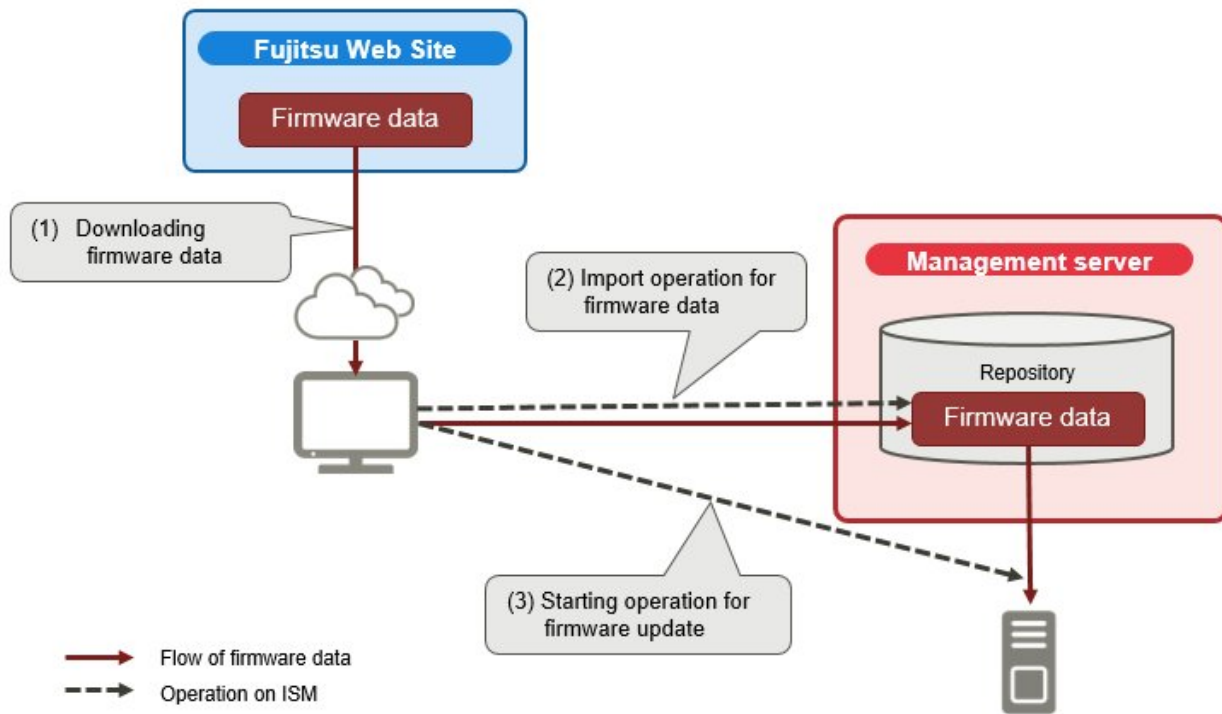 Fujitsu Web Site
Firmware data
(1) Downloading
firmware data
Management server
(2) Import operation for
firmware data
Repository
Firmware data
(3) Starting operation for
firmware update
Flow of firmware data
Operation on ISM